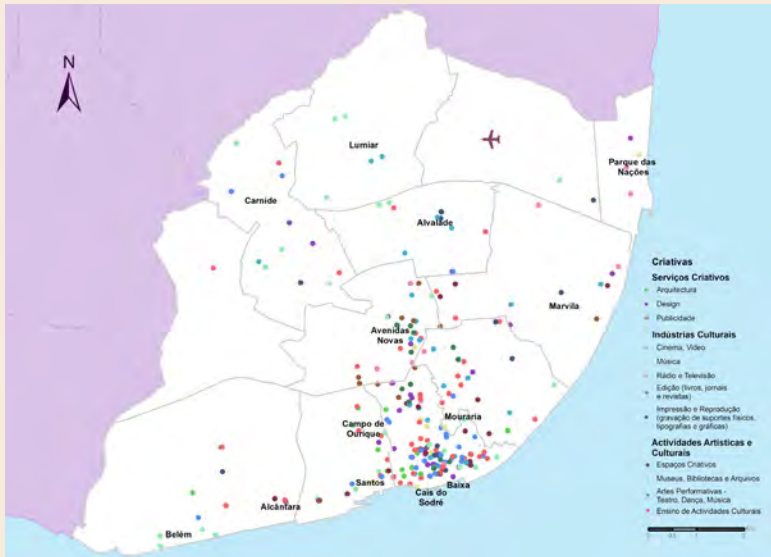 N
Lumiar
Parque das
Nações
Carnide
Alvalade
Marvila
Avenidas
Novas
Mouraria
Campo de
Ourique
Santos
Baixa
Cais do
Sodré
Alcântara
Belém
Criativas
Serviços Criativos
Arquitectura
Design
Publicidade
Indústrias Culturais
Cinema, Video
Música
Rádio e Televisão
Edição (livros, jornais
e revistas)
Impressão e Reprodução
(gravação de suportes físicos,
tipografias e gráficas)
Actividades Artísticas e
Culturais
Espaços Criativos
Museus, Bibliotecas e Arquivos
Artes Performativas -
Teatro, Dança, Música
Ensino de Actividades Culturais